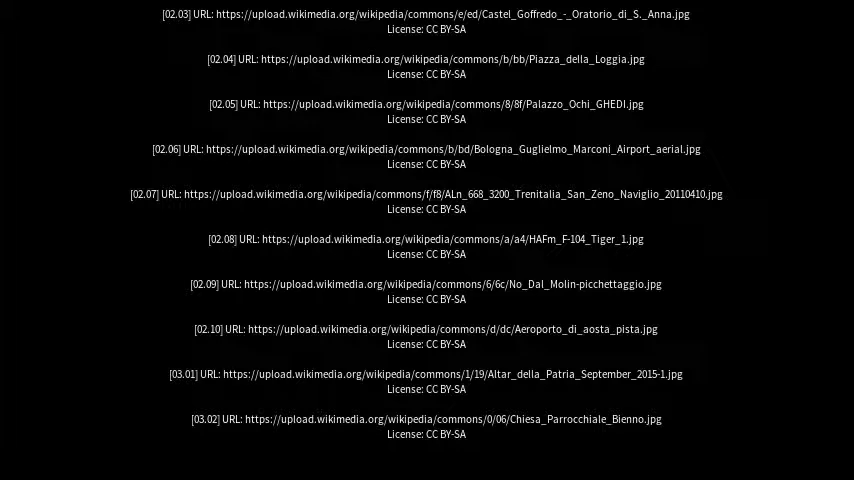 [02.03] URL: https://upload.wikimedia.org/wikipedia/commons/e/ed/Castel_Goffredo_-_Oratorio_di_S._Anna.jpg
License: CC BY-SA
[02.04] URL: https://upload.wikimedia.org/wikipedia/commons/b/bb/Piazza_della_Loggia.jpg
License: CC BY-SA
[02.05] URL: https://upload.wikimedia.org/wikipedia/commons/8/8f/Palazzo_Ochi_GHEDI.jpg
License: CC BY-SA
[02.06] URL: https://upload.wikimedia.org/wikipedia/commons/b/bd/Bologna_Guglielmo_Marconi_Airport_aerial.jpg
License: CC BY-SA
[02.07] URL: https://upload.wikimedia.org/wikipedia/commons/f/f8/ALn_668_3200_Trenitalia_San_Zeno_Naviglio_20110410.jpg
License: CC BY-SA
[02.08] URL: https://upload.wikimedia.org/wikipedia/commons/a/a4/HAFm_F-104_Tiger_1.jpg
License: CC BY-SA
[02.09] URL: https://upload.wikimedia.org/wikipedia/commons/6/6c/No_Dal_Molin-picchettaggio.jpg
License: CC BY-SA
[02.10] URL: https://upload.wikimedia.org/wikipedia/commons/d/dc/Aeroporto_di_aosta_pista.jpg
License: CC BY-SA
[03.01] URL: https://upload.wikimedia.org/wikipedia/commons/1/19/Altar_della_Patria_September_2015-1.jpg
License: CC BY-SA
[03.02] URL: https://upload.wikimedia.org/wikipedia/commons/0/06/Chiesa_Parrocchiale_Bienno.jpg
License: CC BY-SA